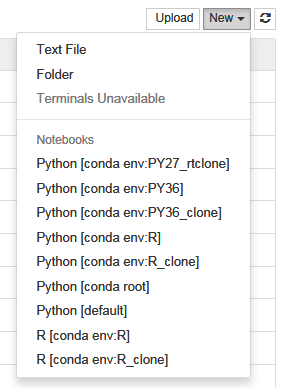 Upload New
Text File
Folder
Terminals Unavailable
Notebooks
Python [conda env:PY27_rtclone]
Python [conda env:PY36]
Python [conda env:PY36_clone]
Python [conda env:R]
Python [conda env:R_clone]
Python [conda root]
Python [default]
R [conda env:R]
R [conda env:R_clone]